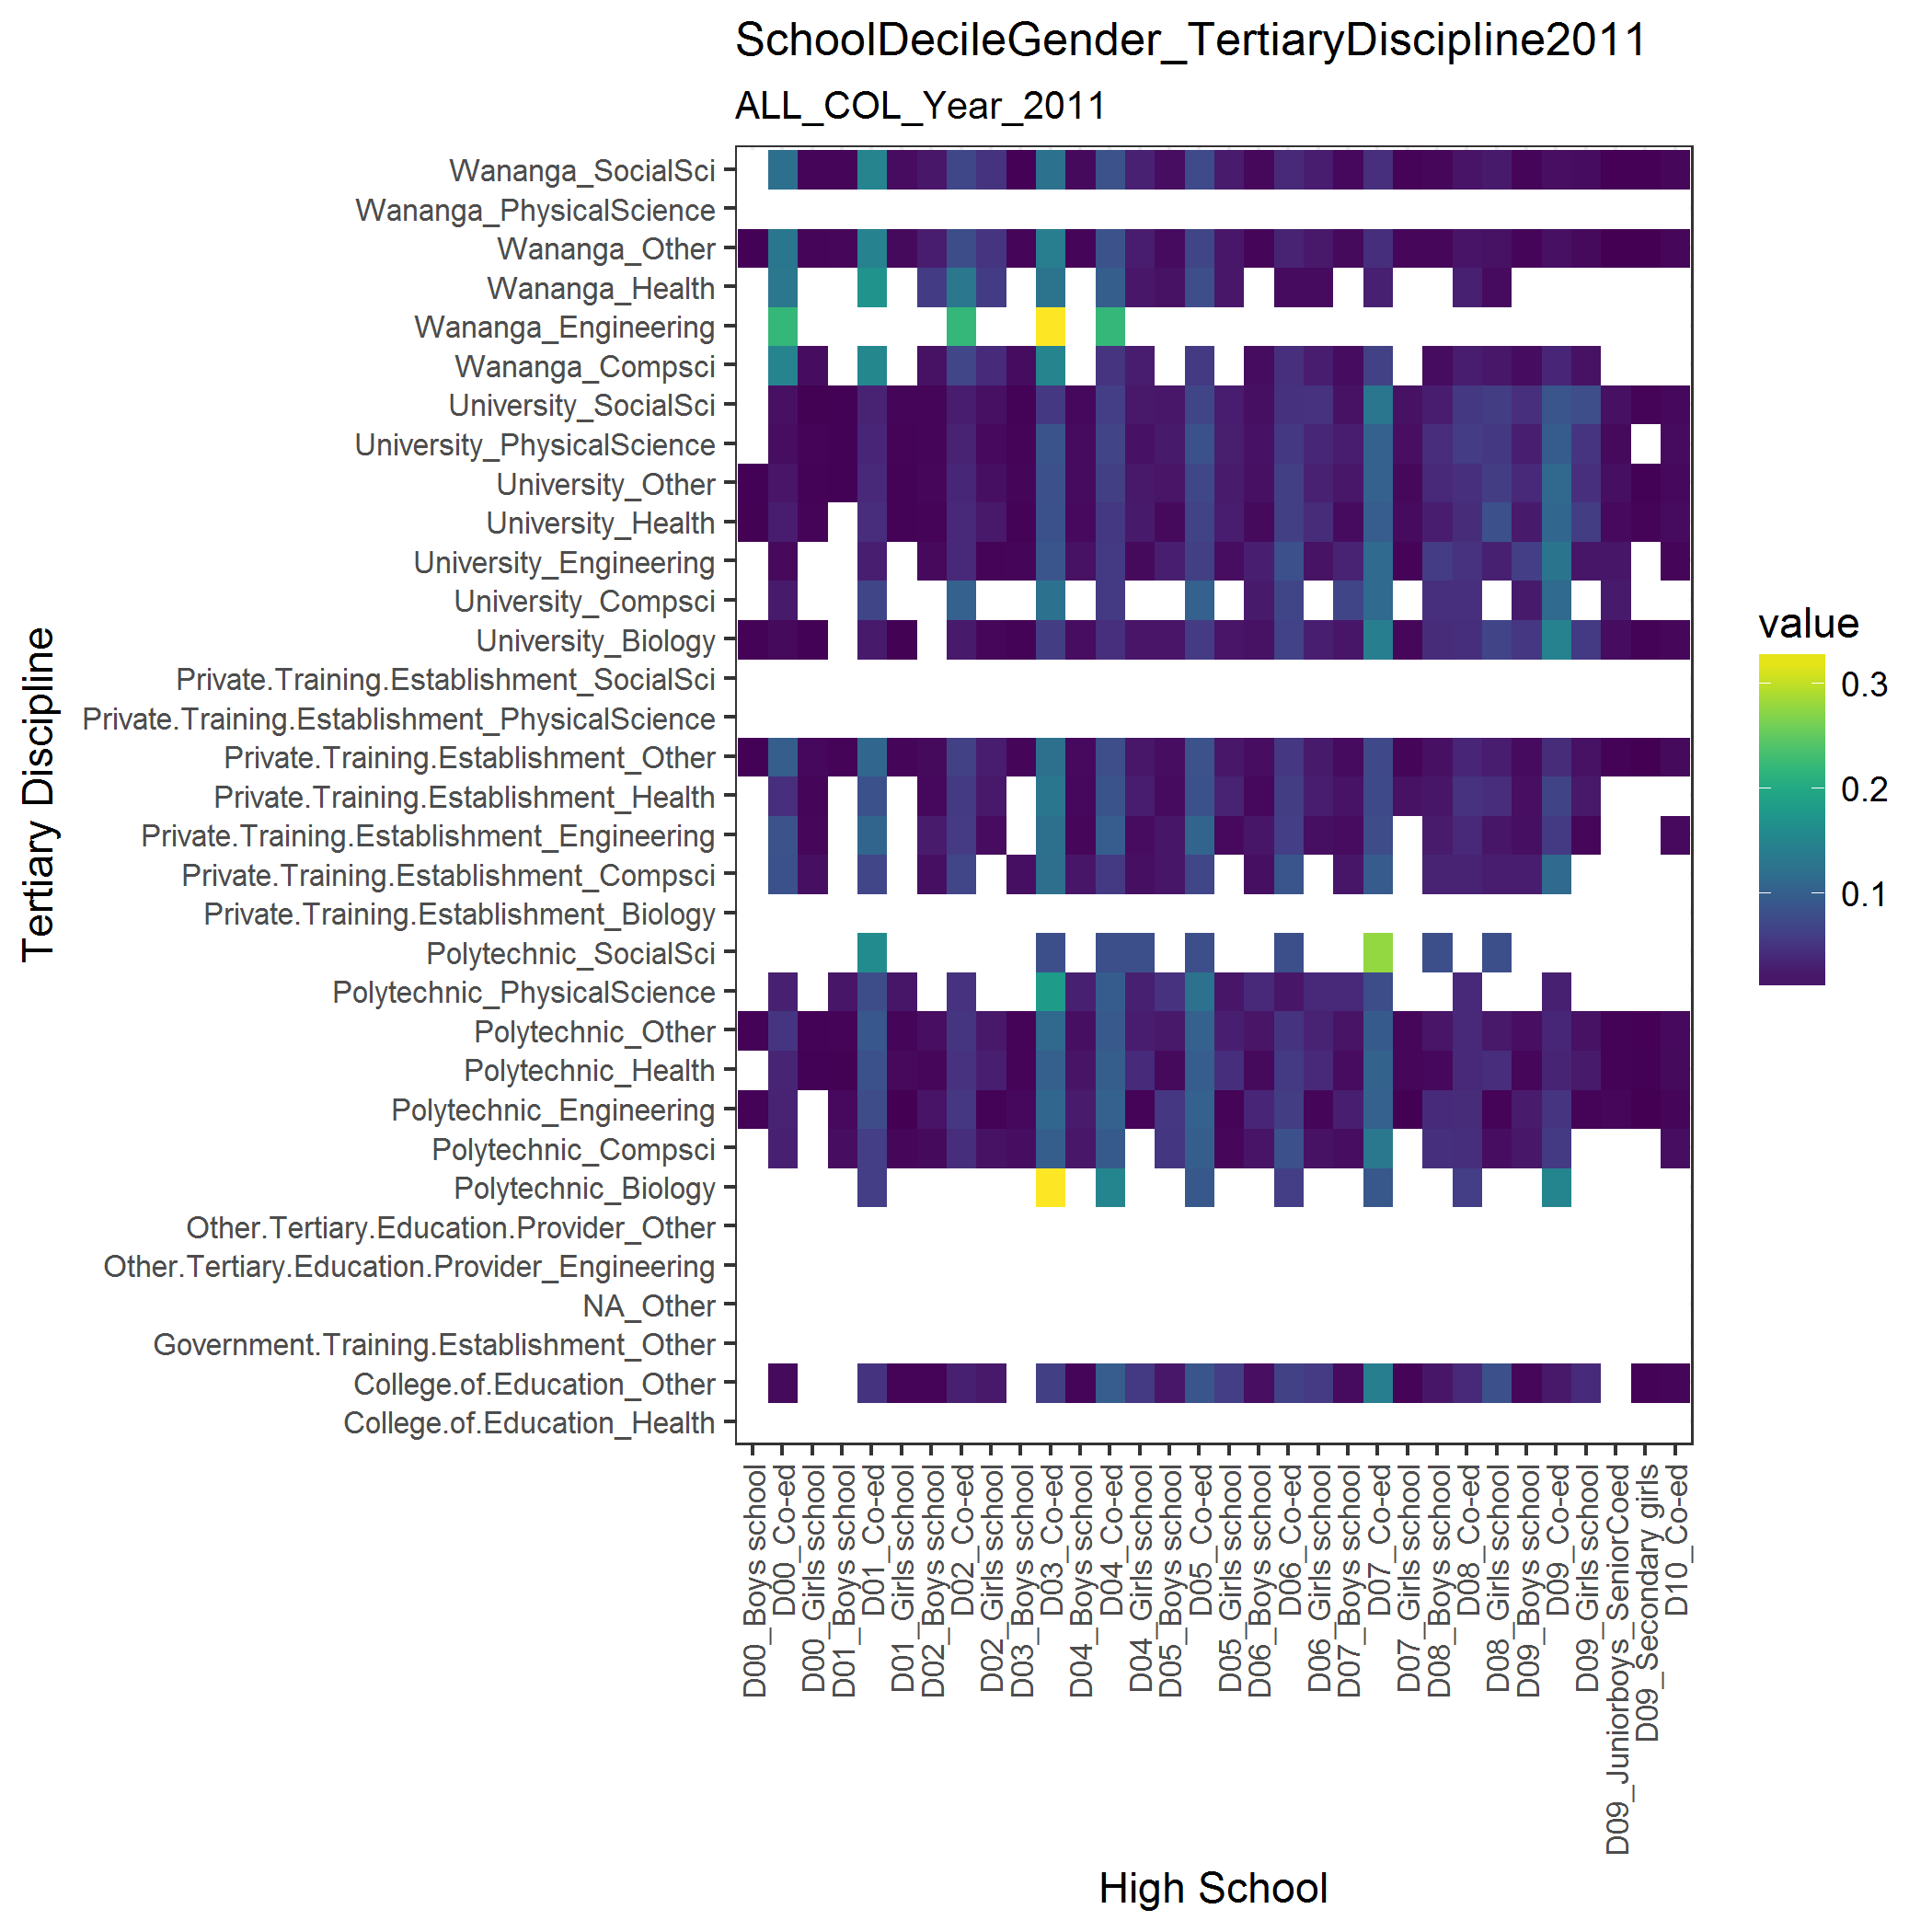 SchoolDecileGender_TertiaryDiscipline2011
ALL_COL_Year_2011
Tertiary Discipline
Wananga_SocialSci
Wananga_PhysicalScience
Wananga_Other
Wananga_Health
Wananga_Engineering
Wananga_Compsci
University_SocialSci
University_PhysicalScience
University_Other
University_Health
University_Engineering
University_Compsci
University_Biology
Private.Training.Establishment_SocialSci
Private.Training.Establishment_PhysicalScience
Private.Training.Establishment_Other
Private.Training.Establishment_Health
Private.Training.Establishment_Engineering
Private.Training.Establishment_Compsci
Private.Training.Establishment_Biology
Polytechnic_SocialSci
Polytechnic_PhysicalScience
Polytechnic_Other
Polytechnic_Health
Polytechnic_Engineering
Polytechnic_Compsci
Polytechnic_Biology
Other.Tertiary.Education.Provider_Other
Other.Tertiary.Education.Provider_Engineering
NA_Other
Government.Training.Establishment_Other
College.of.Education_Other
College.of.Education_Health
D00_Boys school
D00_Co-ed
D00_Girls school
D01_Boys school
D01_Co-ed
D01_Girls school
D02_Boys school
D02_Co-ed
D02_Girls school
D03_Boys school
D03_Co-ed
D04_Boys school
D04_Co-ed
D04_Girls school
D05_Boys school
D05_Co-ed
D05_Girls school
D06_Boys school
D06_Co-ed
D06_Girls school
D07_Boys school
D07_Co-ed
D07_Girls school
D08_Boys school
D08_Co-ed
D08_Girls school
D09_Boys school
D09_Co-ed
D09_Girls school
D09_Juniorboys_SeniorCoed
D09_Secondary girls
D10_Co-ed
High School
value
0.3
0.2
0.1